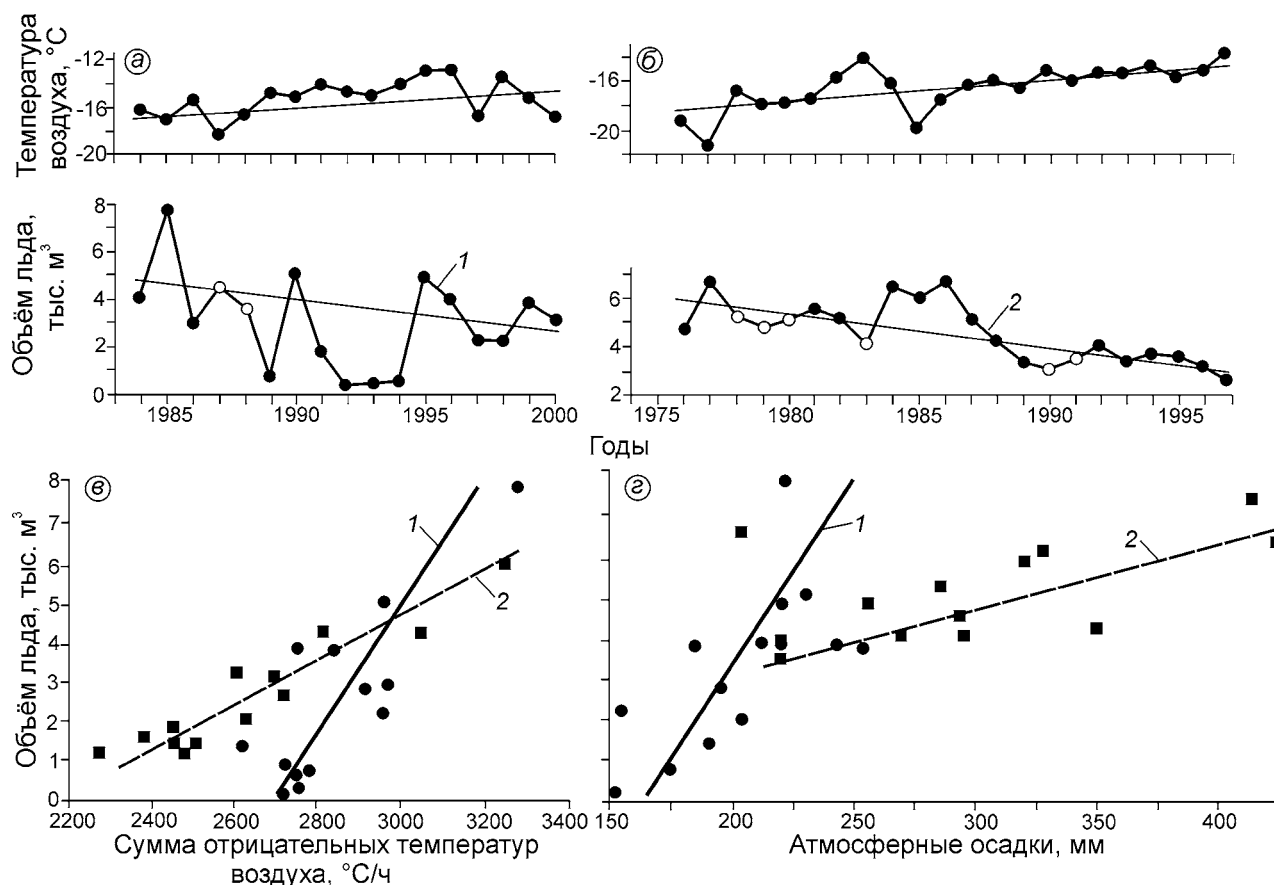 Температура
воздуха, °C
а
-12
-16
-20
б
-16
-20
Объём льда,
тыс. м³
8
6
4
2
0
1
1985 1990 1995 2000
6
4
2
2
1975 1980 1985 1990 1995
Годы
Объём льда, тыс. м³
в
8
7
6
5
4
3
2
1
0
1
2
2200 2400 2600 2800 3000 3200 3400
Сумма отрицательных температур
воздуха, °C/ч
г
1
2
150 200 250 300 350 400
Атмосферные осадки, мм